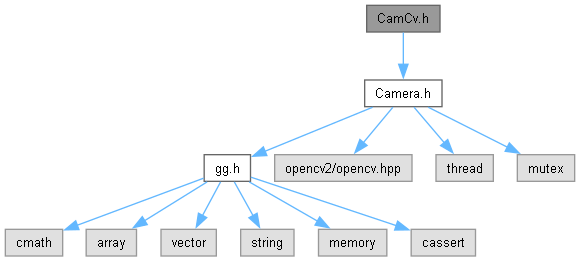 CamCv.h
Camera.h
gg.h
opencv2/opencv.hpp
thread
mutex
cmath
array
vector
string
memory
cassert